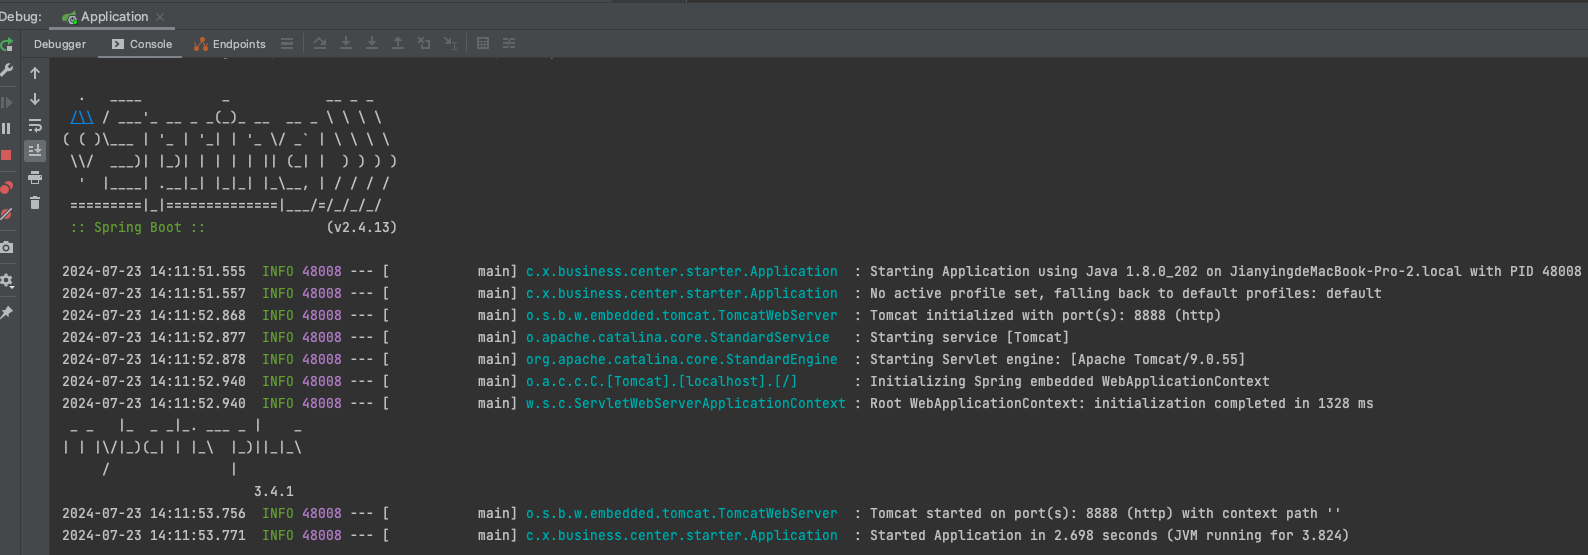 Debug: Application
Debugger Console Endpoints
  .   ____          _            __ _ _
 /\\ / ___'_ __ _ _(_)_ __  __ _ \ \ \ \
( ( )\___ | '_ | '_| | '_ \/ _` | \ \ \ \
 \\/  ___)| |_)| | | | | || (_| |  ) ) ) )
  '  |____| .__|_| |_|_| |_\__, | / / / /
 =========|_|==============|___/=/_/_/_/
 :: Spring Boot ::               (v2.4.13)
2024-07-23 14:11:51.555  INFO 48008 --- [           main] c.x.business.center.starter.Application  : Starting Application using Java 1.8.0_202 on JianyingdeMacBook-Pro-2.local with PID 48008
2024-07-23 14:11:51.557  INFO 48008 --- [           main] c.x.business.center.starter.Application  : No active profile set, falling back to default profiles: default
2024-07-23 14:11:52.868  INFO 48008 --- [           main] o.s.b.w.embedded.tomcat.TomcatWebServer  : Tomcat initialized with port(s): 8888 (http)
2024-07-23 14:11:52.877  INFO 48008 --- [           main] o.apache.catalina.core.StandardService   : Starting service [Tomcat]
2024-07-23 14:11:52.878  INFO 48008 --- [           main] org.apache.catalina.core.StandardEngine  : Starting Servlet engine: [Apache Tomcat/9.0.55]
2024-07-23 14:11:52.940  INFO 48008 --- [           main] o.a.c.c.C.[Tomcat].[localhost].[/]       : Initializing Spring embedded WebApplicationContext
2024-07-23 14:11:52.940  INFO 48008 --- [           main] w.s.c.ServletWebServerApplicationContext : Root WebApplicationContext: initialization completed in 1328 ms
 _ _   |_  _ _|_. ___ _ |    _
| | |\/|_)(_| | |_\  |_)||_|_\
     /               |
                        3.4.1
2024-07-23 14:11:53.756  INFO 48008 --- [           main] o.s.b.w.embedded.tomcat.TomcatWebServer  : Tomcat started on port(s): 8888 (http) with context path ''
2024-07-23 14:11:53.771  INFO 48008 --- [           main] c.x.business.center.starter.Application  : Started Application in 2.698 seconds (JVM running for 3.824)